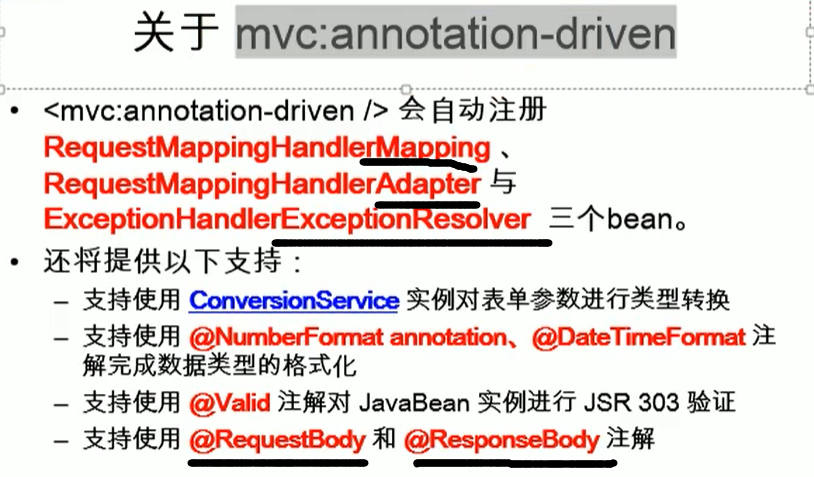 关于 mvc:annotation-driven
• <mvc:annotation-driven /> 会自动注册
RequestMappingHandlerMapping 、
RequestMappingHandlerAdapter 与
ExceptionHandlerExceptionResolver 三个bean。
• 还将提供以下支持：
– 支持使用 ConversionService 实例对表单参数进行类型转换
– 支持使用 @NumberFormat annotation、@DateTimeFormat 注
解完成数据类型的格式化
– 支持使用 @Valid 注解对 JavaBean 实例进行 JSR 303 验证
– 支持使用 @RequestBody 和 @ResponseBody 注解